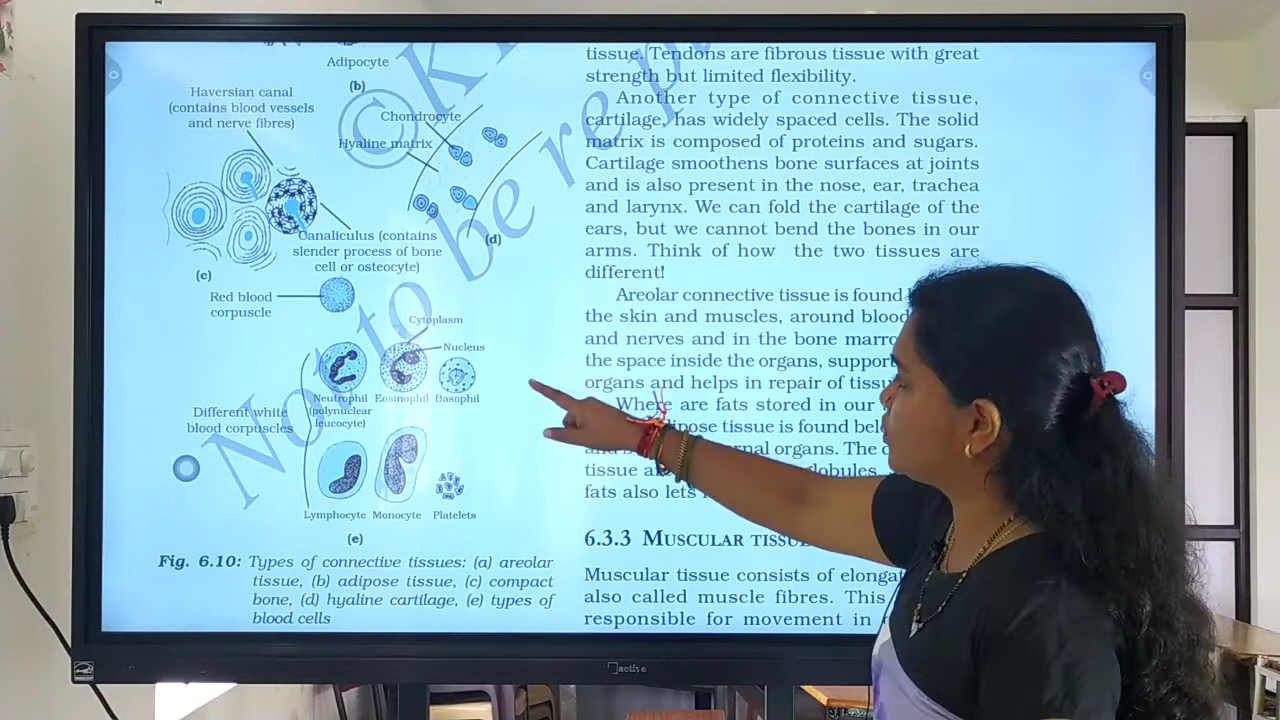 Adipocyte
(b)
Haversian canal
(contains blood vessels
and nerve fibres)
Chondrocyte
Hyaline matrix
Canaliculus (contains
slender process of bone
cell or osteocyte)
(c)
(d)
Red blood
corpuscle
Cytoplasm
Nucleus
Neutrophil
(polynuclear
leucocyte)
Eosinophil
Basophil
Different white
blood corpuscles
Lymphocyte
Monocyte
Platelets
(e)
Fig. 6.10: Types of connective tissues: (a) areolar
tissue, (b) adipose tissue, (c) compact
bone, (d) hyaline cartilage, (e) types of
blood cells
Not to be rep
©
tissue. Tendons are fibrous tissue with great
strength but limited flexibility.
Another type of connective tissue,
cartilage, has widely spaced cells. The solid
matrix is composed of proteins and sugars.
Cartilage smoothens bone surfaces at joints
and is also present in the nose, ear, trachea
and larynx. We can fold the cartilage of the
ears, but we cannot bend the bones in our
arms. Think of how the two tissues are
different!
Areolar connective tissue is found
the skin and muscles, around blood
and nerves and in the bone marro
the space inside the organs, support
organs and helps in repair of tissu
Where are fats stored in our
dipose tissue is found bel
nal organs. The
tissue globules.
fats also lets
6.3.3 MUSCULAR TISSUE
Muscular tissue consists of elongat
also called muscle fibres. This
responsible for movement in